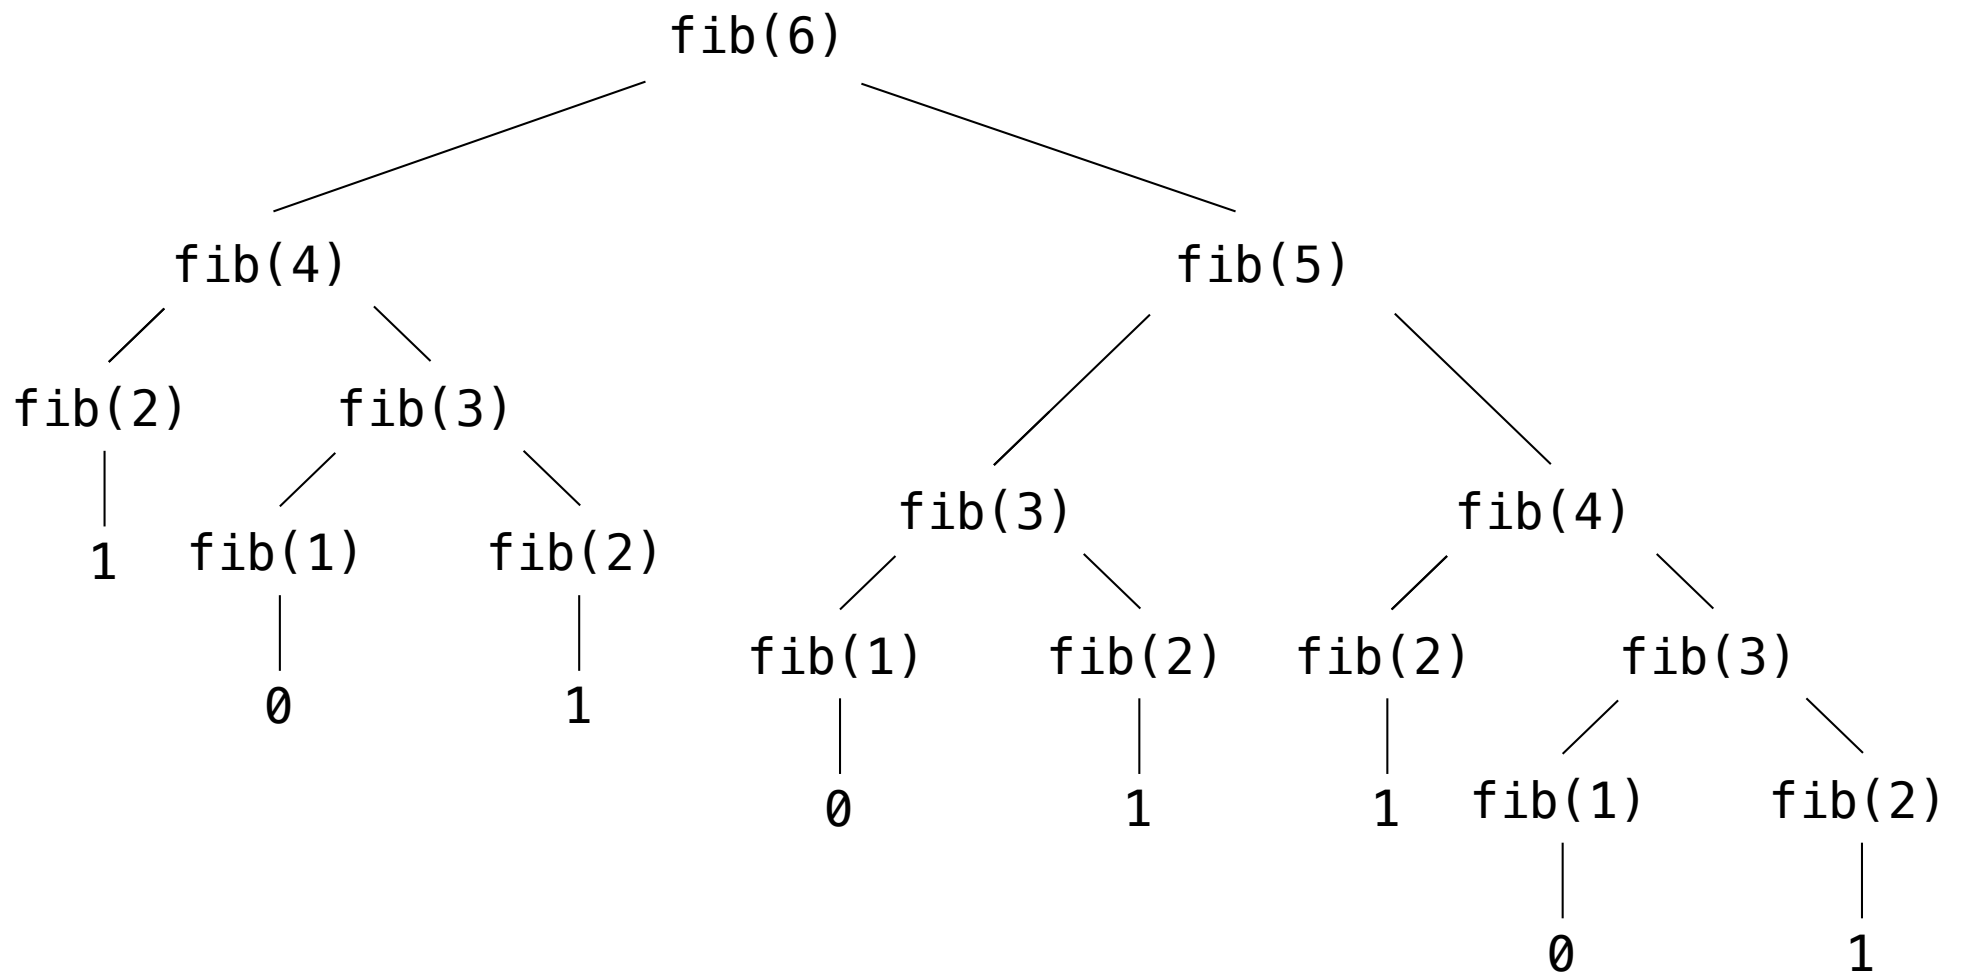 fib(6)
fib(4) fib(5)
fib(2) fib(3)
fib(3) fib(4)
1 fib(1) fib(2)
fib(1) fib(2) fib(2) fib(3)
0 1
0 1 1 fib(1) fib(2)
0 1